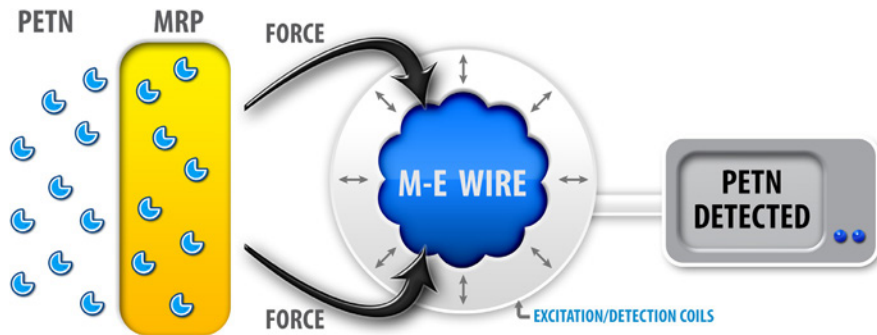 PETN
MRP
FORCE
M-E WIRE
PETN
DETECTED
FORCE
EXCITATION/DETECTION COILS